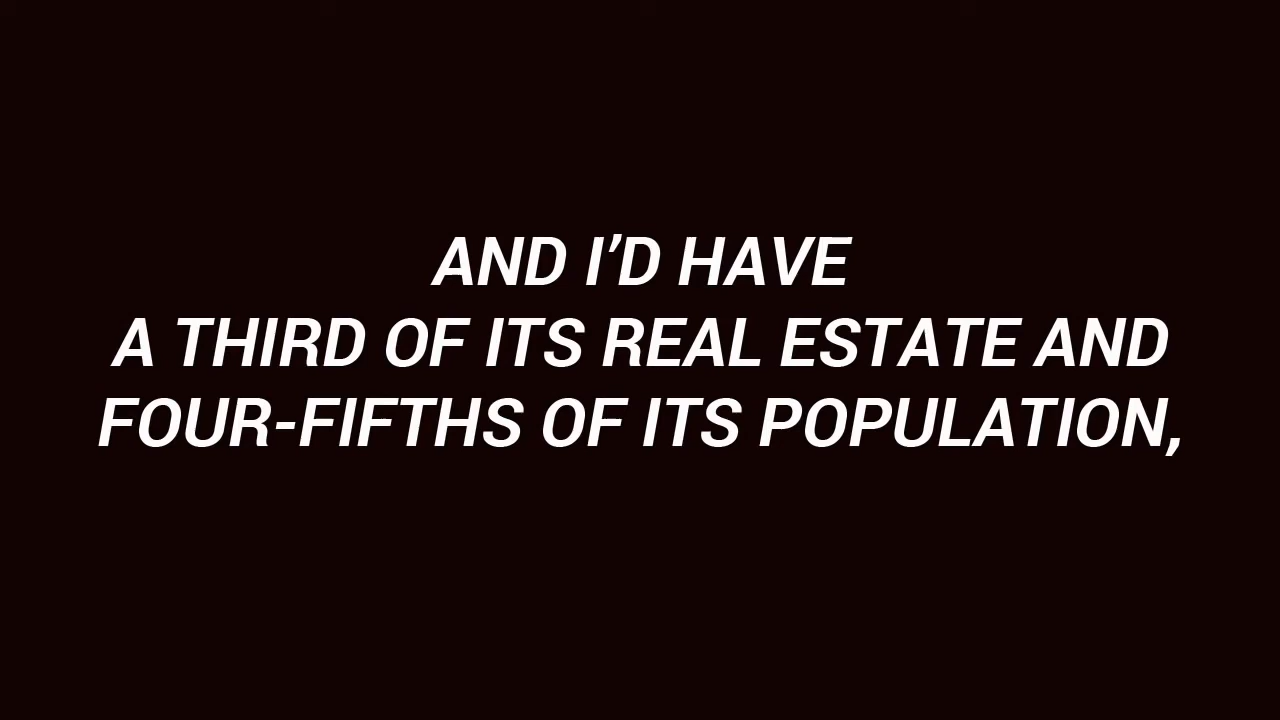 AND I’D HAVE
A THIRD OF ITS REAL ESTATE AND
FOUR-FIFTHS OF ITS POPULATION,